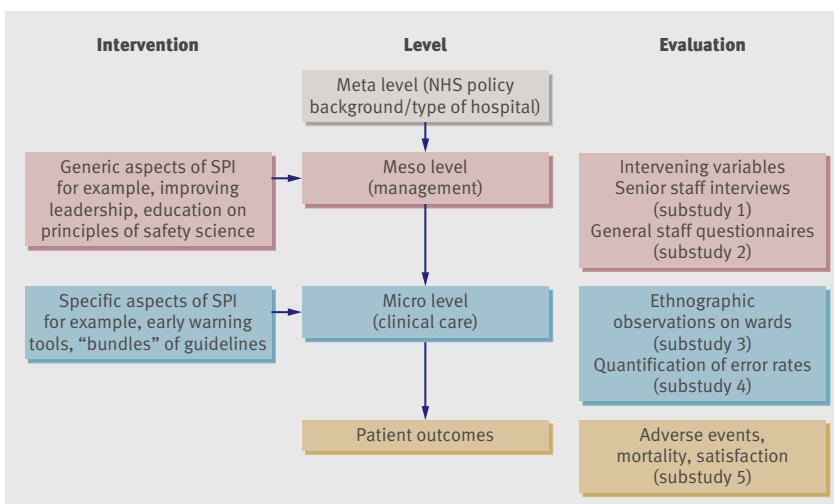 Intervention
Level
Evaluation
Meta level (NHS policy
background/type of hospital)
Generic aspects of SPI
for example, improving
leadership, education on
principles of safety science
Meso level
(management)
Intervening variables
Senior staff interviews
(substudy 1)
General staff questionnaires
(substudy 2)
Specific aspects of SPI
for example, early warning
tools, “bundles” of guidelines
Micro level
(clinical care)
Ethnographic
observations on wards
(substudy 3)
Quantification of error rates
(substudy 4)
Patient outcomes
Adverse events,
mortality, satisfaction
(substudy 5)